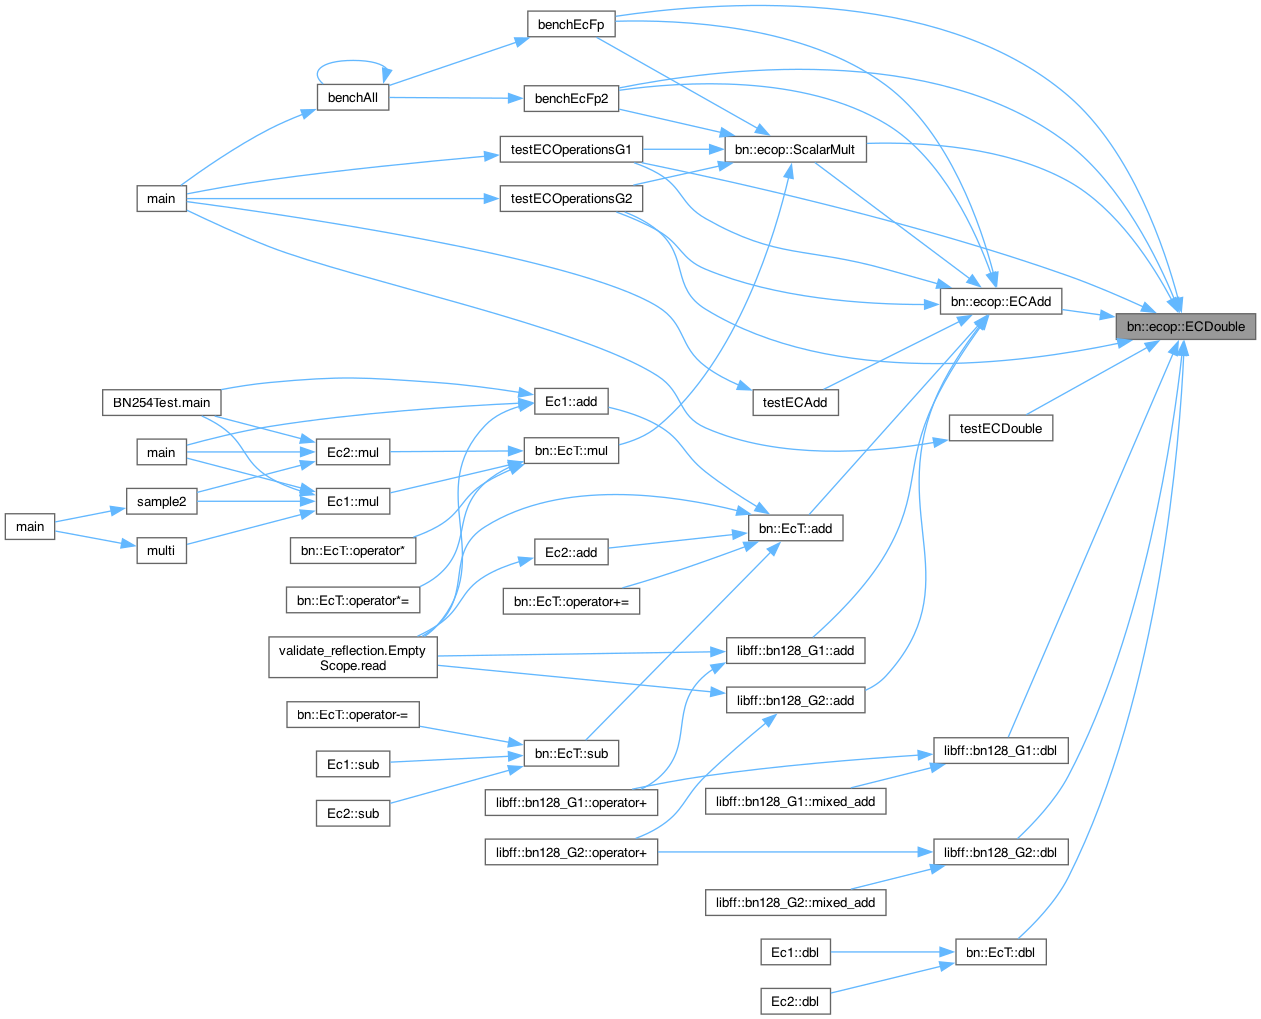 benchEcFp
benchAll
benchEcFp2
testECOperationsG1
bn::ecop::ScalarMult
main
testECOperationsG2
bn::ecop::ECAdd
bn::ecop::ECDouble
BN254Test.main
Ec1::add
testECAdd
testECDouble
main
Ec2::mul
bn::EcT::mul
sample2
Ec1::mul
main
multi
bn::EcT::operator*
Ec2::add
bn::EcT::add
bn::EcT::operator*=
bn::EcT::operator+=
validate_reflection.Empty
Scope.read
libff::bn128_G1::add
libff::bn128_G2::add
bn::EcT::operator-=
Ec1::sub
bn::EcT::sub
libff::bn128_G1::dbl
Ec2::sub
libff::bn128_G1::operator+
libff::bn128_G1::mixed_add
libff::bn128_G2::operator+
libff::bn128_G2::dbl
libff::bn128_G2::mixed_add
Ec1::dbl
bn::EcT::dbl
Ec2::dbl